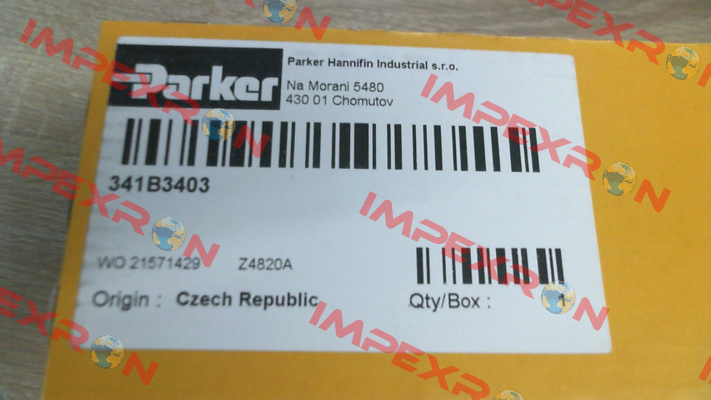 Parker
Parker Hannifin Industrial s.r.o.
Na Morani 5480
430 01 Chomutov
341B3403
WO 21571429 Z4820A
Origin : Czech Republic
Qty/Box : 1
IMPEXRON
IMPEXRON
IMPEXRON
IMPEXRON
IMPEXRON
IMPEXRON